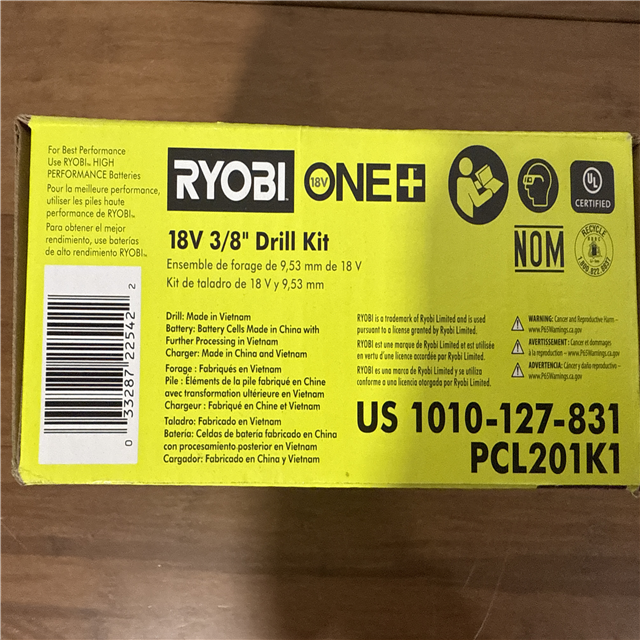 For Best Performance
Use RYOBI™ HIGH
PERFORMANCE Batteries
Pour la meilleure performance,
utiliser les piles haute
performance de RYOBI™
Para obtener el mejor
rendimiento, use baterías
de alto rendimiento RYOBI™
0 33287 22542 2
RYOBI 18V ONE+
18V 3/8" Drill Kit
Ensemble de forage de 9,53 mm de 18 V
Kit de taladro de 18 V y 9,53 mm
Drill: Made in Vietnam
Battery: Battery Cells Made in China with
Further Processing in Vietnam
Charger: Made in China and Vietnam
Forage : Fabriqués en Vietnam
Pile : Éléments de la pile fabriqué en Chine
avec transformation ultérieure en Vietnam
Chargeur : Fabriqué en Chine et Vietnam
Taladro: Fabricado en Vietnam
Batería: Celdas de batería fabricado en China
con procesamiento posterior en Vietnam
Cargador: Fabricado en China y Vietnam
UL
CERTIFIED
NOM
RECYCLE
1.800.822.8837
RYOBI is a trademark of Ryobi Limited and is used
pursuant to a license granted by Ryobi Limited.
RYOBI est une marque de Ryobi Limited et est utilisée
en vertu d'une licence accordée par Ryobi Limited.
RYOBI es una marca de Ryobi Limited y se utiliza
conforme a una licencia otorgada por Ryobi Limited.
WARNING: Cancer and Reproductive Harm –
www.P65Warnings.ca.gov
AVERTISSEMENT : Cancer et dommages
à la reproduction – www.P65Warnings.ca.gov
ADVERTENCIA: Cáncer y daño reproductivo –
www.P65Warnings.ca.gov
US 1010-127-831
PCL201K1